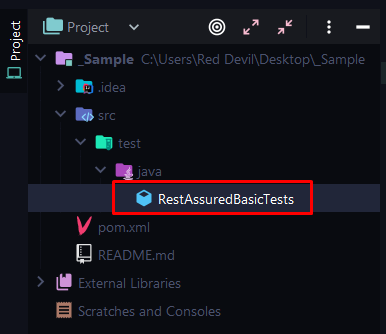 Project
Project
_Sample C:\Users\Red Devil\Desktop\_Sample
.idea
src
test
java
RestAssuredBasicTests
pom.xml
README.md
External Libraries
Scratches and Consoles